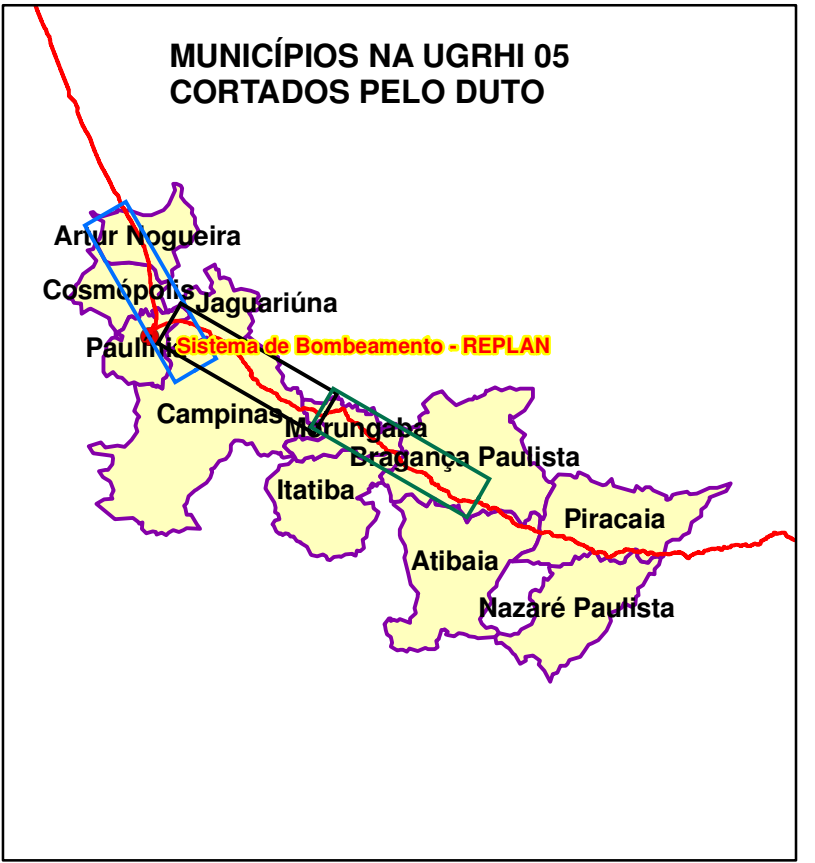 MUNICÍPIOS NA UGRHI 05
CORTADOS PELO DUTO
Artur Nogueira
Cosmópolis
Jaguariúna
Sistema de Bombeamento - REPLAN
Campinas
Morungaba
Bragança Paulista
Itatiba
Piracaia
Atibaia
Nazaré Paulista